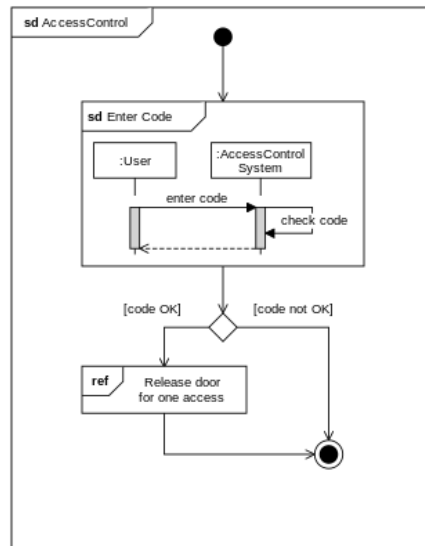 sd AccessControl
sd Enter Code
:User
:AccessControl
System
enter code
check code
[code OK]
[code not OK]
ref
Release door
for one access